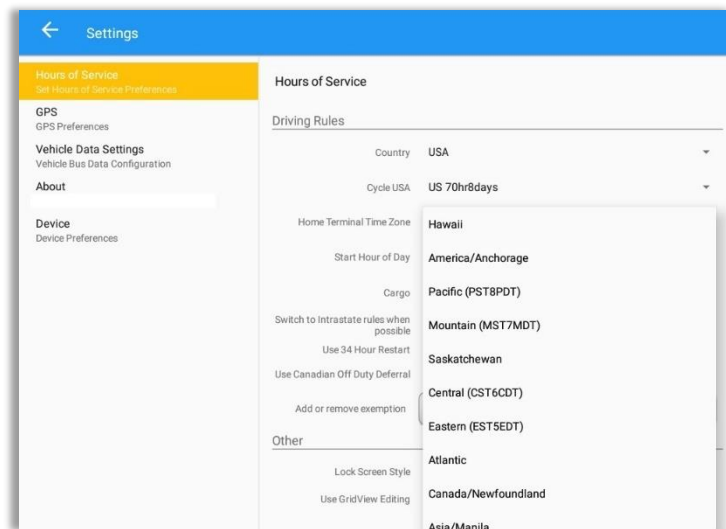 Settings
Hours of Service
Set Hours of Service Preferences
GPS
GPS Preferences
Vehicle Data Settings
Vehicle Bus Data Configuration
About
Device
Device Preferences
Hours of Service
Driving Rules
Country USA
Cycle USA US 70hr8days
Home Terminal Time Zone
Start Hour of Day
Cargo
Switch to Intrastate rules when
possible
Use 34 Hour Restart
Use Canadian Off Duty Deferral
Add or remove exemption
Other
Lock Screen Style
Use GridView Editing
Hawaii
America/Anchorage
Pacific (PST8PDT)
Mountain (MST7MDT)
Saskatchewan
Central (CST6CDT)
Eastern (EST5EDT)
Atlantic
Canada/Newfoundland
Asia/Manila